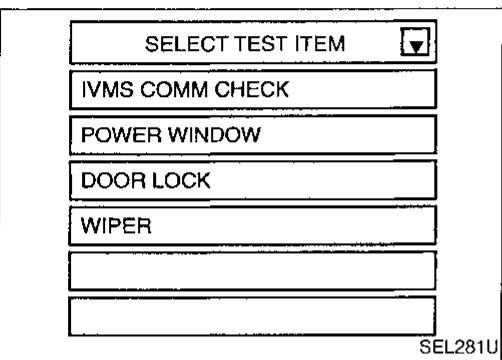 SELECT TEST ITEM
IVMS COMM CHECK
POWER WINDOW
DOOR LOCK
WIPER
SEL281U